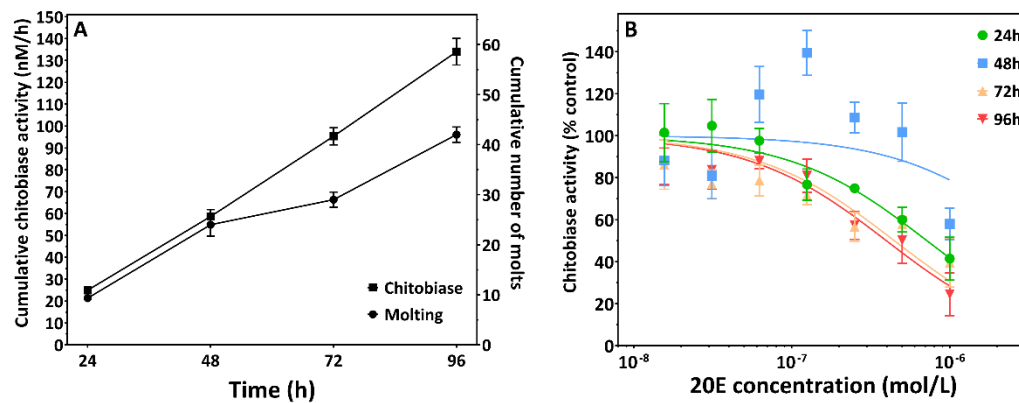 A
Cumulative chitobiase activity (nM/h)
150
140
130
120
110
100
90
80
70
60
50
40
30
20
10
0
24
48
72
96
Time (h)
60
50
40
30
20
10
0
Cumulative number of molts
Chitobiase
Molting
B
Chitobiase activity (% control)
140
120
100
80
60
40
20
0
10-8
10-7
10-6
20E concentration (mol/L)
24h
48h
72h
96h